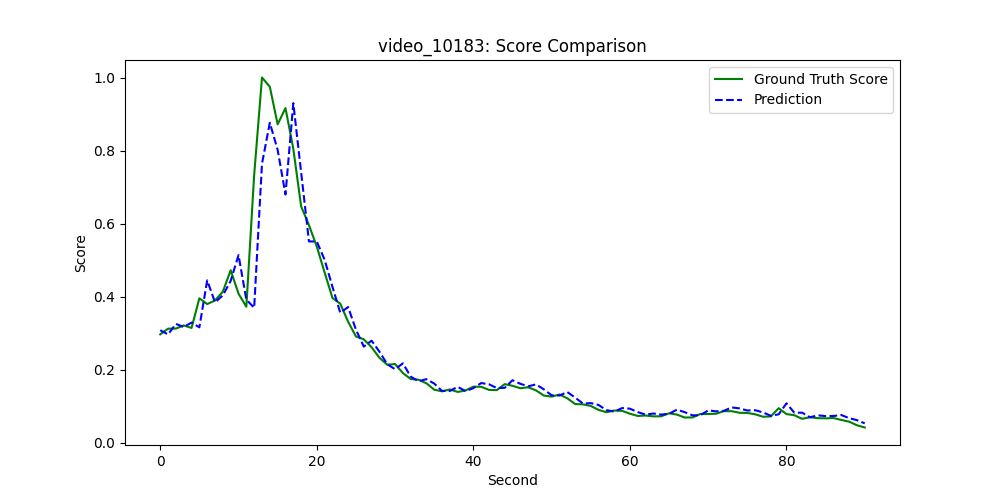 video_10183: Score Comparison
Ground Truth Score
Prediction
1.0
0.8
0.6
0.4
0.2
0.0
Score
0 20 40 60 80
Second